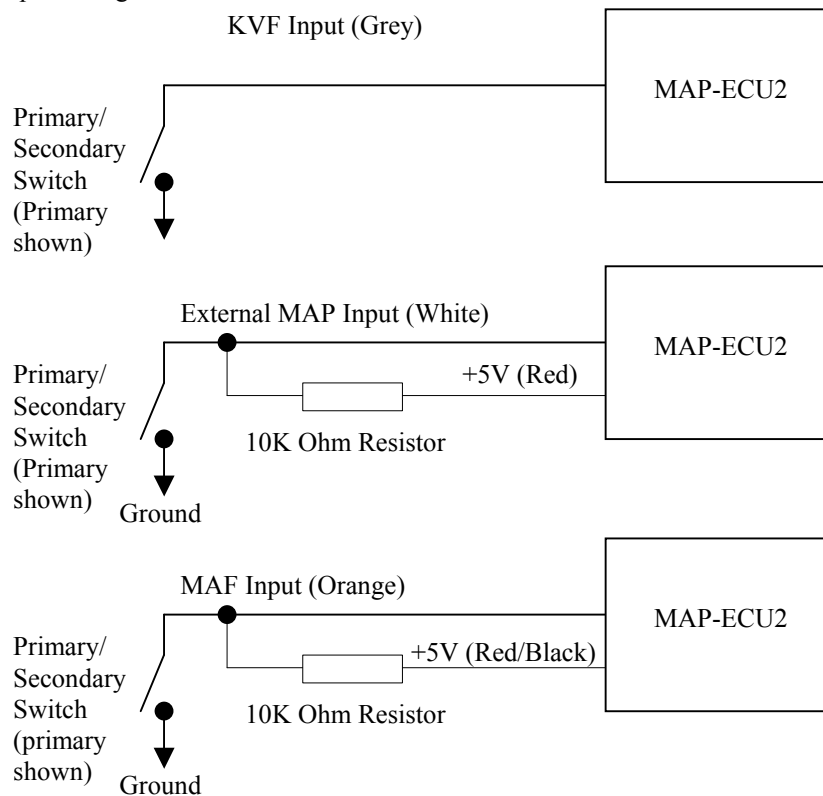 KVF Input (Grey)
MAP-ECU2
Primary/
Secondary
Switch
(Primary
shown)
External MAP Input (White)
MAP-ECU2
+5V (Red)
Primary/
Secondary
Switch
(Primary
shown)
10K Ohm Resistor
Ground
MAF Input (Orange)
MAP-ECU2
+5V (Red/Black)
Primary/
Secondary
Switch
(primary
shown)
10K Ohm Resistor
Ground